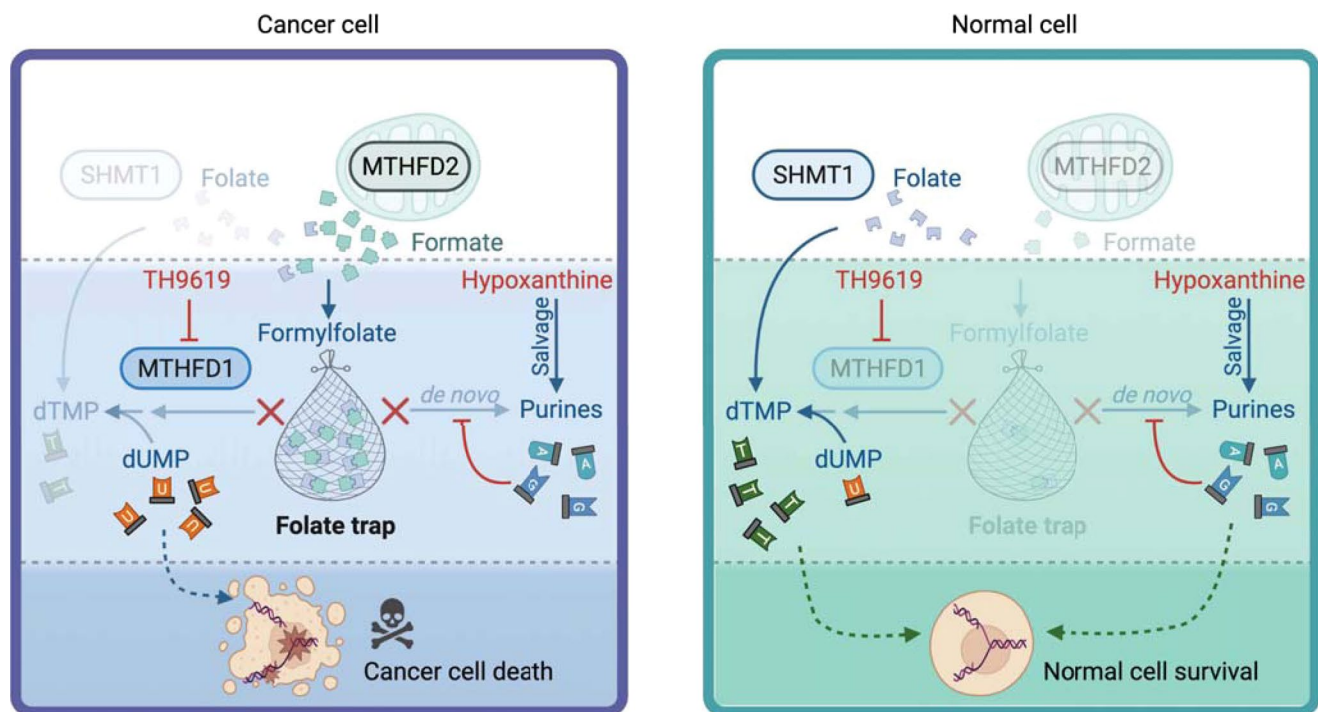 Cancer cell
SHMT1
Folate
MTHFD2
Formate
TH9619
Hypoxanthine
Formylfolate
Salvage
MTHFD1
dTMP
de novo
Purines
dUMP
T
T
U
U
U
U
A
A
G
G
Folate trap
Cancer cell death
Normal cell
SHMT1
Folate
MTHFD2
Formate
TH9619
Hypoxanthine
Formylfolate
Salvage
MTHFD1
dTMP
de novo
Purines
dUMP
T
T
T
T
U
A
A
G
G
Folate trap
Normal cell survival